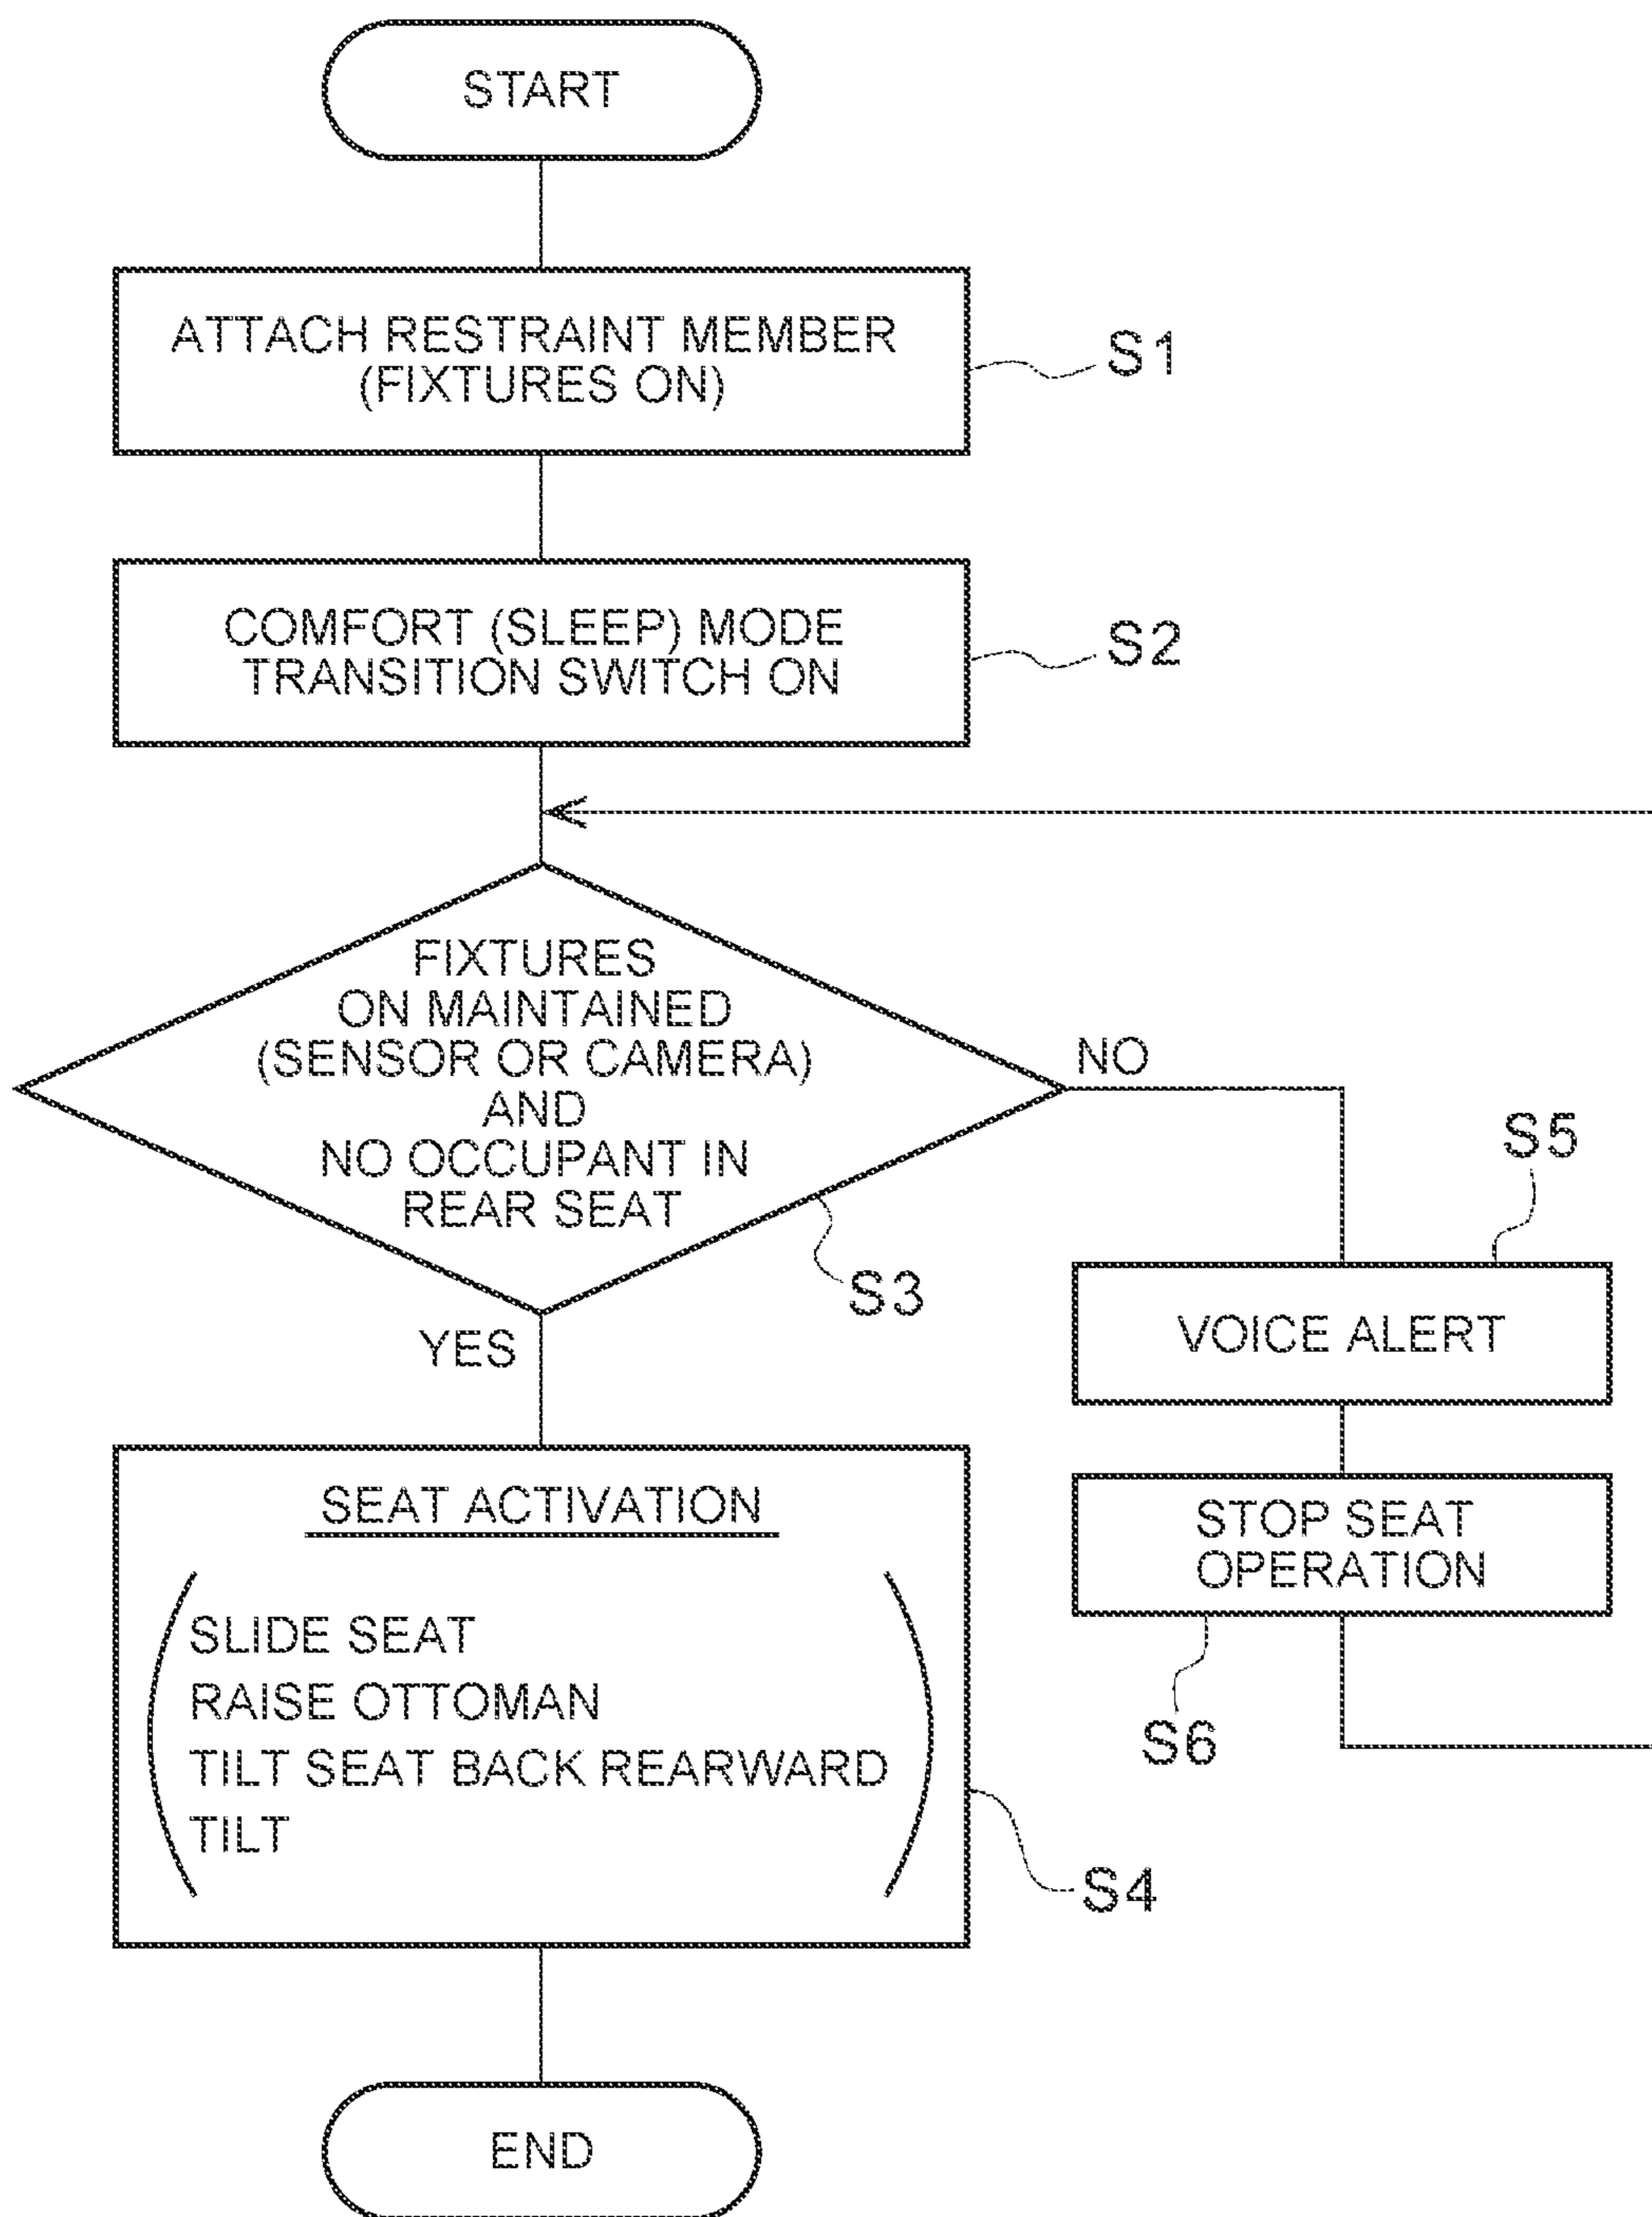 START
ATTACH RESTRAINT MEMBER
(FIXTURES ON)
S1
COMFORT (SLEEP) MODE
TRANSITION SWITCH ON
S2
FIXTURES
ON MAINTAINED
(SENSOR OR CAMERA)
AND
NO OCCUPANT IN
REAR SEAT
S3
NO
YES
S5
VOICE ALERT
STOP SEAT
OPERATION
S6
SEAT ACTIVATION
SLIDE SEAT
RAISE OTTOMAN
TILT SEAT BACK REARWARD
TILT
S4
END